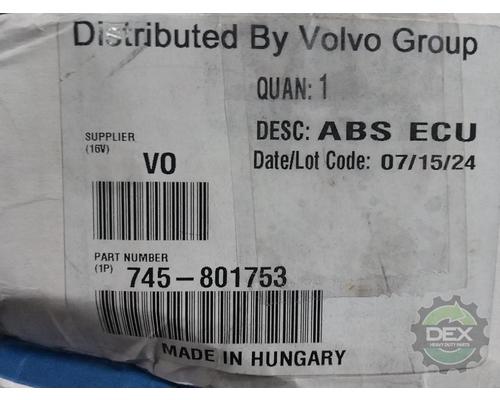 Distributed By Volvo Group
QUAN: 1
DESC: ABS ECU
Date/Lot Code: 07/15/24
SUPPLIER
(16V)
VO
PART NUMBER
(1P)
745-801753
MADE IN HUNGARY
DEX
HEAVY DUTY PARTS